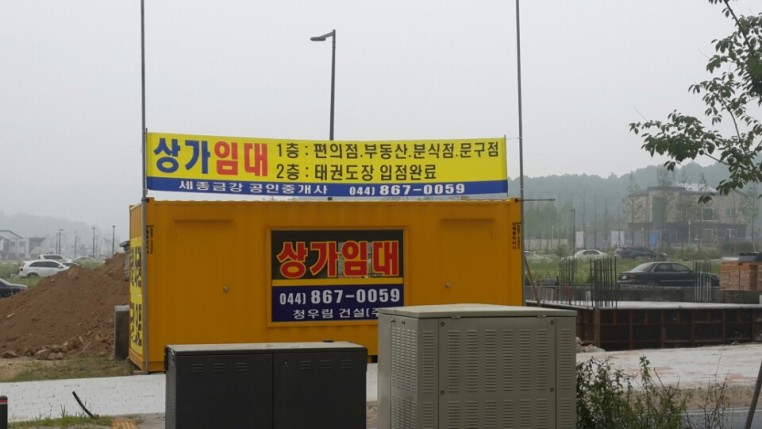 상가임대 1층 : 편의점.부동산.분식점.문구점
2층 : 태권도장 입점완료
세종금강 공인중개사 044) 867-0059
상가임대
044) 867-0059
청우림 건설(주